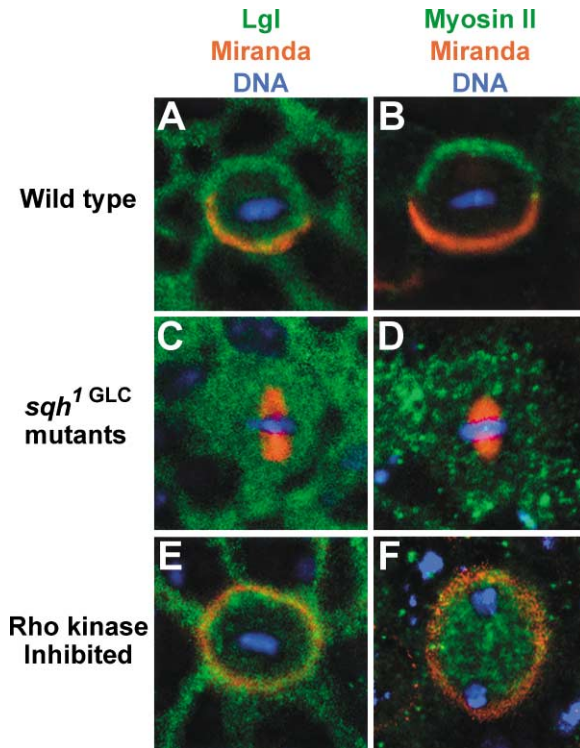 Lgl
Miranda
DNA
Myosin II
Miranda
DNA
Wild type
A
B
sqh1 GLC
mutants
C
D
Rho kinase
Inhibited
E
F